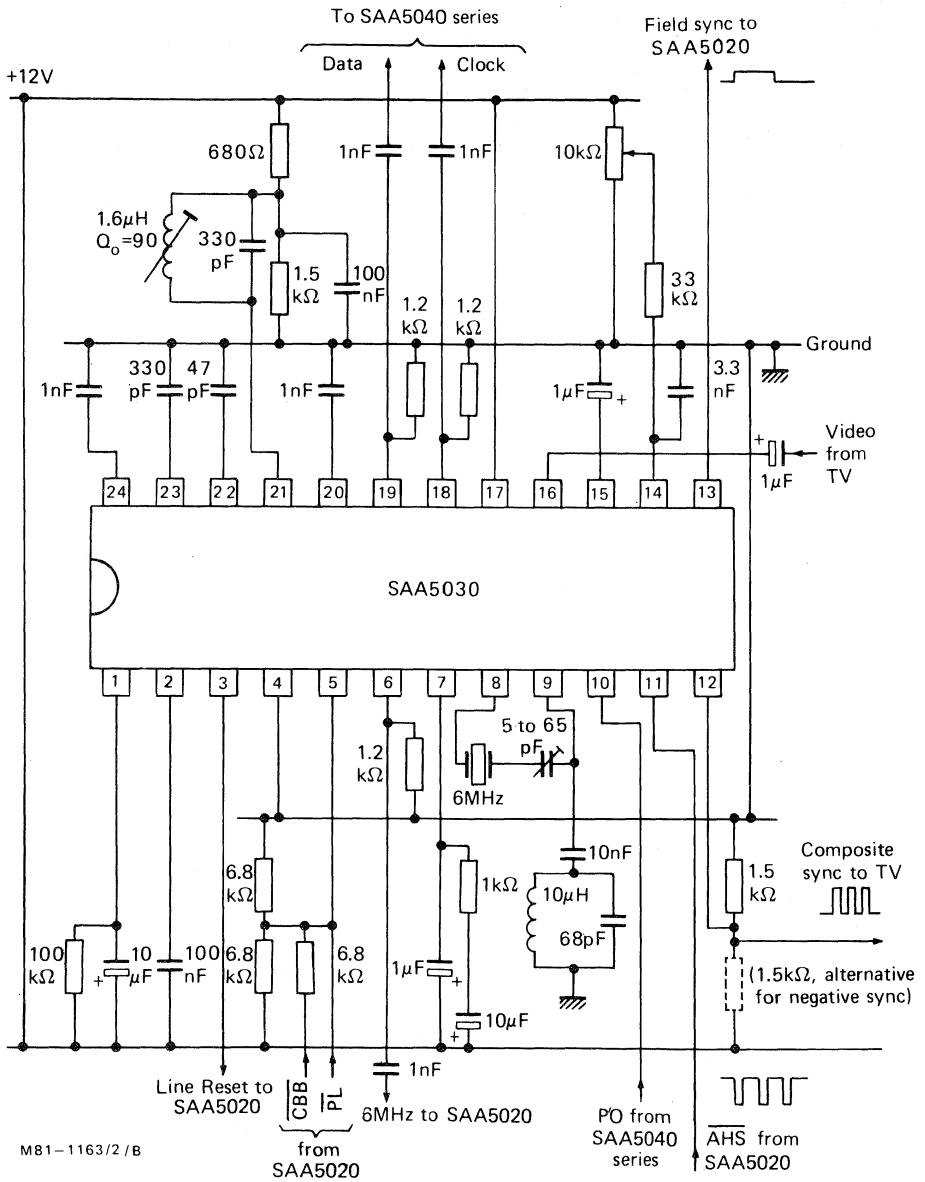 To SAA5040 series
Data
Clock
Field sync to
SAA5020
+12V
680Ω
1nF
1nF
10kΩ
1.6μH
Qo=90
330
pF
1.5
kΩ
100
nF
33
kΩ
1.2
kΩ
1.2
kΩ
Ground
1nF
330
pF
47
pF
1nF
1μF
+
3.3
nF
+
1μF
Video
from
TV
24
23
22
21
20
19
18
17
16
15
14
13
SAA5030
1
2
3
4
5
6
7
8
9
10
11
12
1.2
kΩ
5 to 65
pF
6MHz
6.8
kΩ
1kΩ
10nF
10μH
68pF
1.5
kΩ
Composite
sync to TV
100
kΩ
+
10
μF
100
nF
6.8
kΩ
6.8
kΩ
1μF
+
10μF
+
(1.5kΩ, alternative
for negative sync)
1nF
Line Reset to
SAA5020
CBB
PL
from
SAA5020
6MHz to SAA5020
P'O from
SAA5040
series
AHS from
SAA5020
M81–1163/2/B